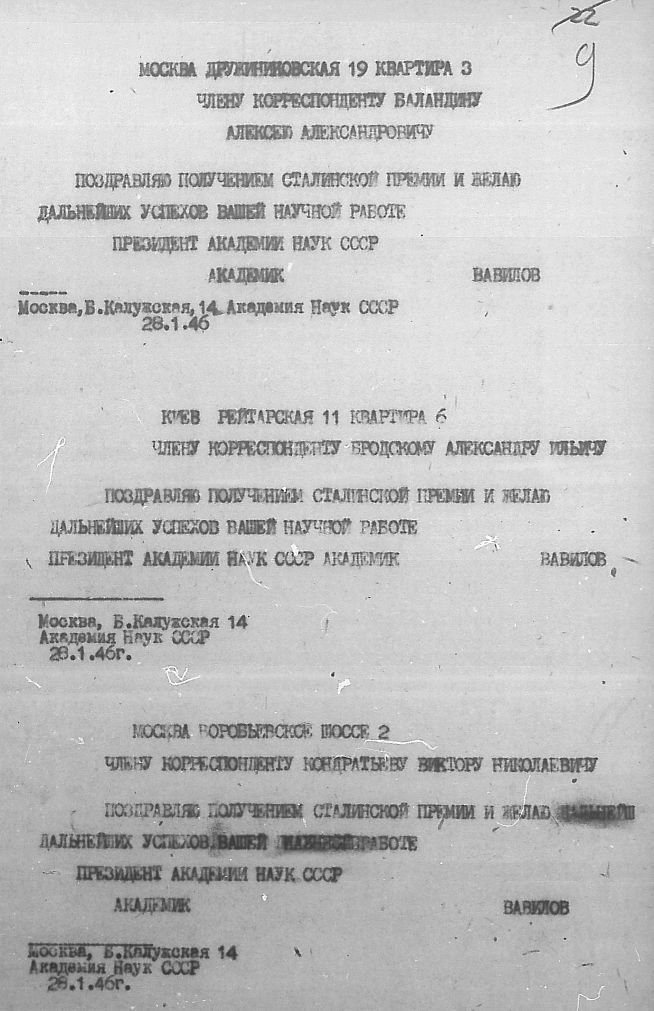 22
9
МОСКВА ДРУЖИНИНОВСКАЯ 19 КВАРТИРА 3
ЧЛЕНУ КОРРЕСПОНДЕНТУ БАЛАНДИНУ
АЛЕКСЕЮ АЛЕКСАНДРОВИЧУ
ПОЗДРАВЛЯЮ ПОЛУЧЕНИЕМ СТАЛИНСКОЙ ПРЕМИИ И ЖЕЛАЮ
ДАЛЬНЕЙШИХ УСПЕХОВ ВАШЕЙ НАУЧНОЙ РАБОТЕ
ПРЕЗИДЕНТ АКАДЕМИИ НАУК СССР
АКАДЕМИК ВАВИЛОВ
Москва,Б.Калужская,14 Академия Наук СССР
28.1.46
КИЕВ РЕЙТАРСКАЯ 11 КВАРТИРА 6
ЧЛЕНУ КОРРЕСПОНДЕНТУ БРОДСКОМУ АЛЕКСАНДРУ ИЛЬИЧУ
ПОЗДРАВЛЯЮ ПОЛУЧЕНИЕМ СТАЛИНСКОЙ ПРЕМИИ И ЖЕЛАЮ
ДАЛЬНЕЙШИХ УСПЕХОВ ВАШЕЙ НАУЧНОЙ РАБОТЕ
ПРЕЗИДЕНТ АКАДЕМИИ НАУК СССР АКАДЕМИК ВАВИЛОВ
Москва, Б.Калужская 14
Академия Наук СССР
28.1.46г.
МОСКВА ВОРОБЬЕВСКОЕ ШОССЕ 2
ЧЛЕНУ КОРРЕСПОНДЕНТУ КОНДРАТЬЕВУ ВИКТОРУ НИКОЛАЕВИЧУ
ПОЗДРАВЛЯЮ ПОЛУЧЕНИЕМ СТАЛИНСКОЙ ПРЕМИИ И ЖЕЛАЮ ДАЛЬНЕЙШ
ДАЛЬНЕЙШИХ УСПЕХОВ ВАШЕЙ РАБОТЕ
ПРЕЗИДЕНТ АКАДЕМИИ НАУК СССР
АКАДЕМИК ВАВИЛОВ
Москва, Б.Калужская 14
Академия Наук СССР
28.1.46г.